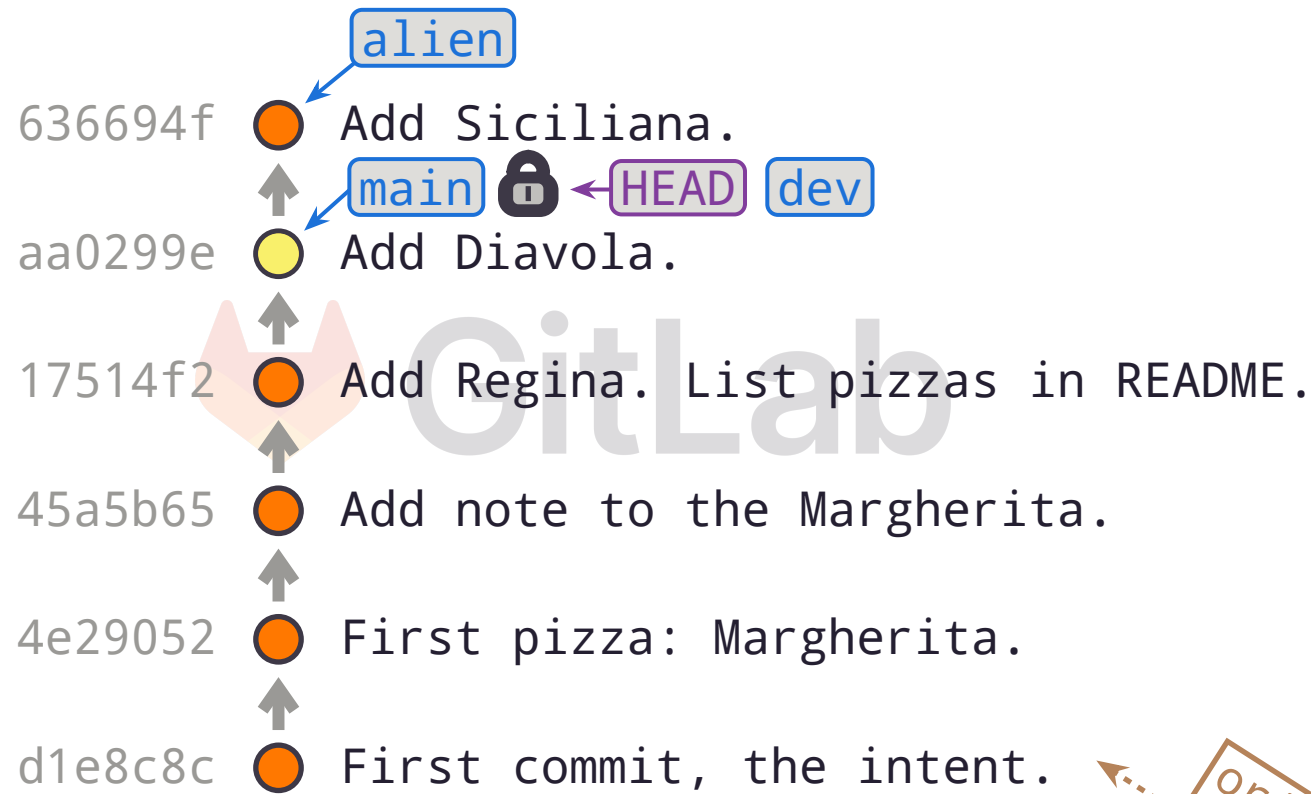 alien
636694f Add Siciliana.
main HEAD dev
aa0299e Add Diavola.
GitLab
17514f2 Add Regina. List pizzas in README.
45a5b65 Add note to the Margherita.
4e29052 First pizza: Margherita.
d1e8c8c First commit, the intent.